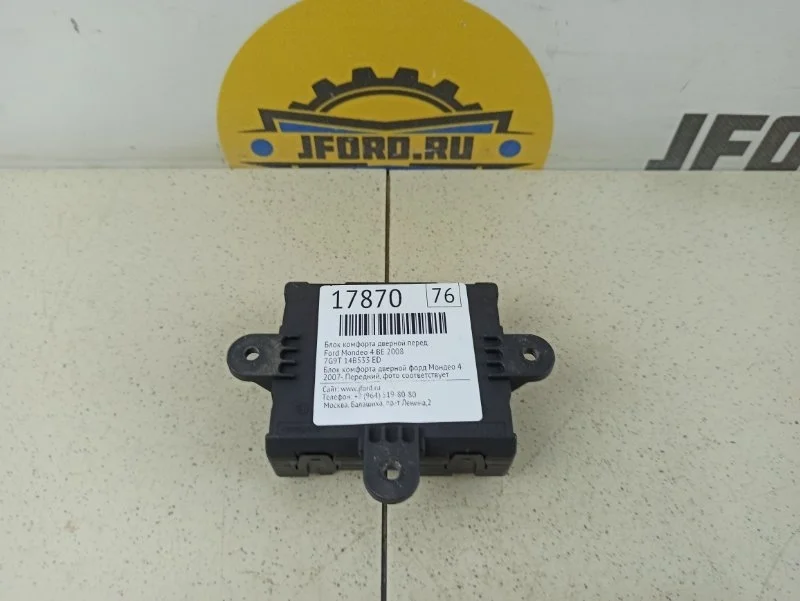 JFORD.RU
JFO
17870 76
Блок комфорта дверной перед
Ford Mondeo 4 BE 2008
7G9T 14B533 ED
Блок комфорта дверной форд Мондео 4
2007- Передний, фото соответствует
Сайт: www.jford.ru
Телефон: +7 (964) 519-80-80
Москва, Балашиха, пр-т Ленина,2